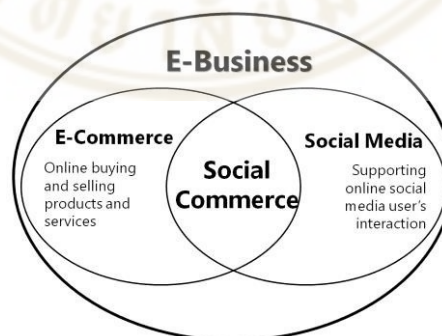 E-Business
E-Commerce
Online buying
and selling
products and
services
Social
Commerce
Social Media
Supporting
online social
media user's
interaction